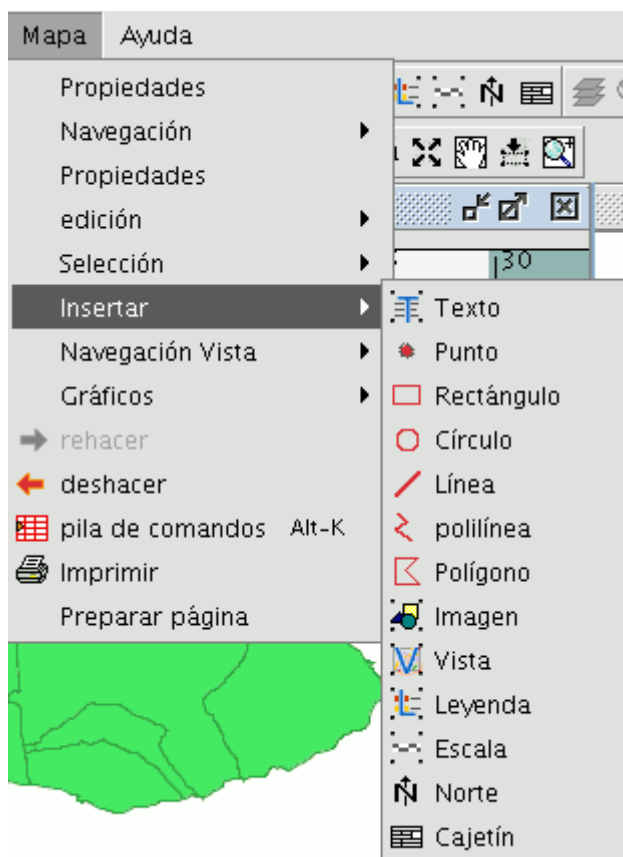 Mapa Ayuda
Propiedades
Navegación
Propiedades
edición
30
Selección
Insertar
Navegación Vista
Gráficos
rehacer
deshacer
pila de comandos Alt-K
Imprimir
Preparar página
Texto
Punto
Rectángulo
Círculo
Línea
polilínea
Polígono
Imagen
Vista
Leyenda
Escala
Norte
Cajetín